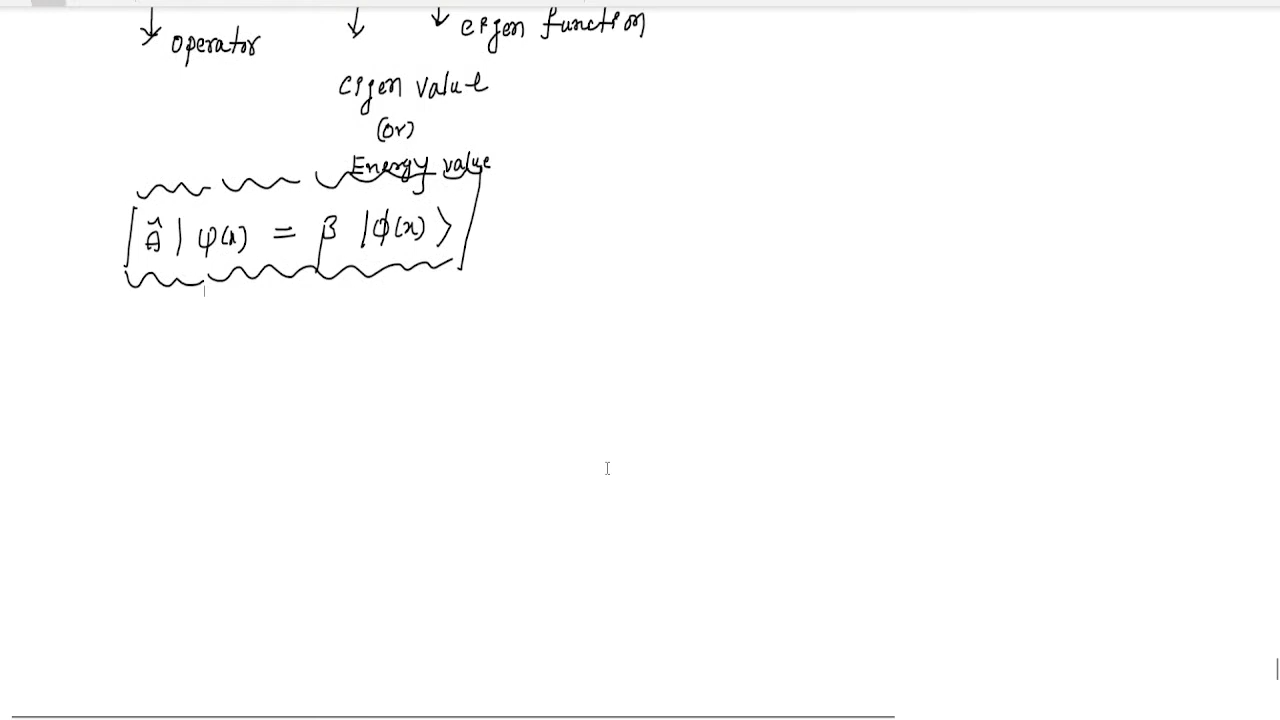 operator eigen function
eigen value
(or)
Energy value
Â | ψ(x) = β |ϕ(x)⟩